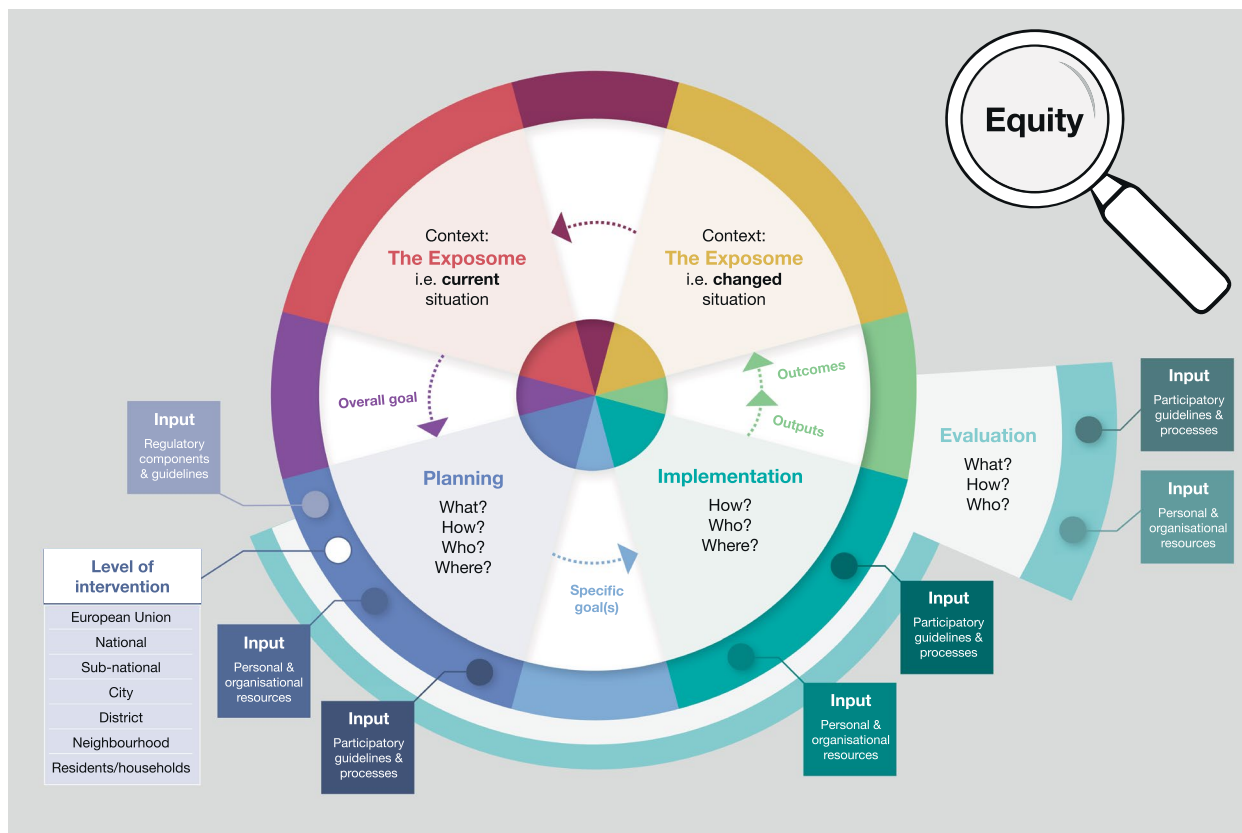 Equity
Context:
The Exposome
i.e. current
situation
Context:
The Exposome
i.e. changed
situation
Overall goal
Outcomes
Outputs
Planning
What?
How?
Who?
Where?
Implementation
How?
Who?
Where?
Specific
goal(s)
Evaluation
What?
How?
Who?
Input
Regulatory
components
& guidelines
Level of
intervention
European Union
National
Sub-national
City
District
Neighbourhood
Residents/households
Input
Personal &
organisational
resources
Input
Participatory
guidelines &
processes
Input
Personal &
organisational
resources
Input
Participatory
guidelines &
processes
Input
Participatory
guidelines &
processes
Input
Personal &
organisational
resources